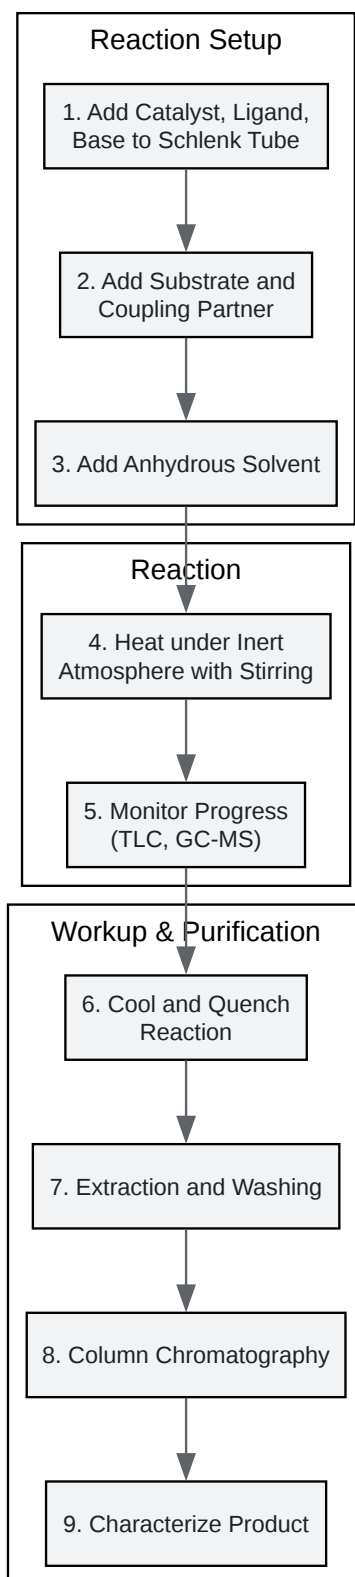 Reaction Setup
1. Add Catalyst, Ligand,
Base to Schlenk Tube
2. Add Substrate and
Coupling Partner
3. Add Anhydrous Solvent
Reaction
4. Heat under Inert
Atmosphere with Stirring
5. Monitor Progress
(TLC, GC-MS)
Workup & Purification
6. Cool and Quench
Reaction
7. Extraction and Washing
8. Column Chromatography
9. Characterize Product